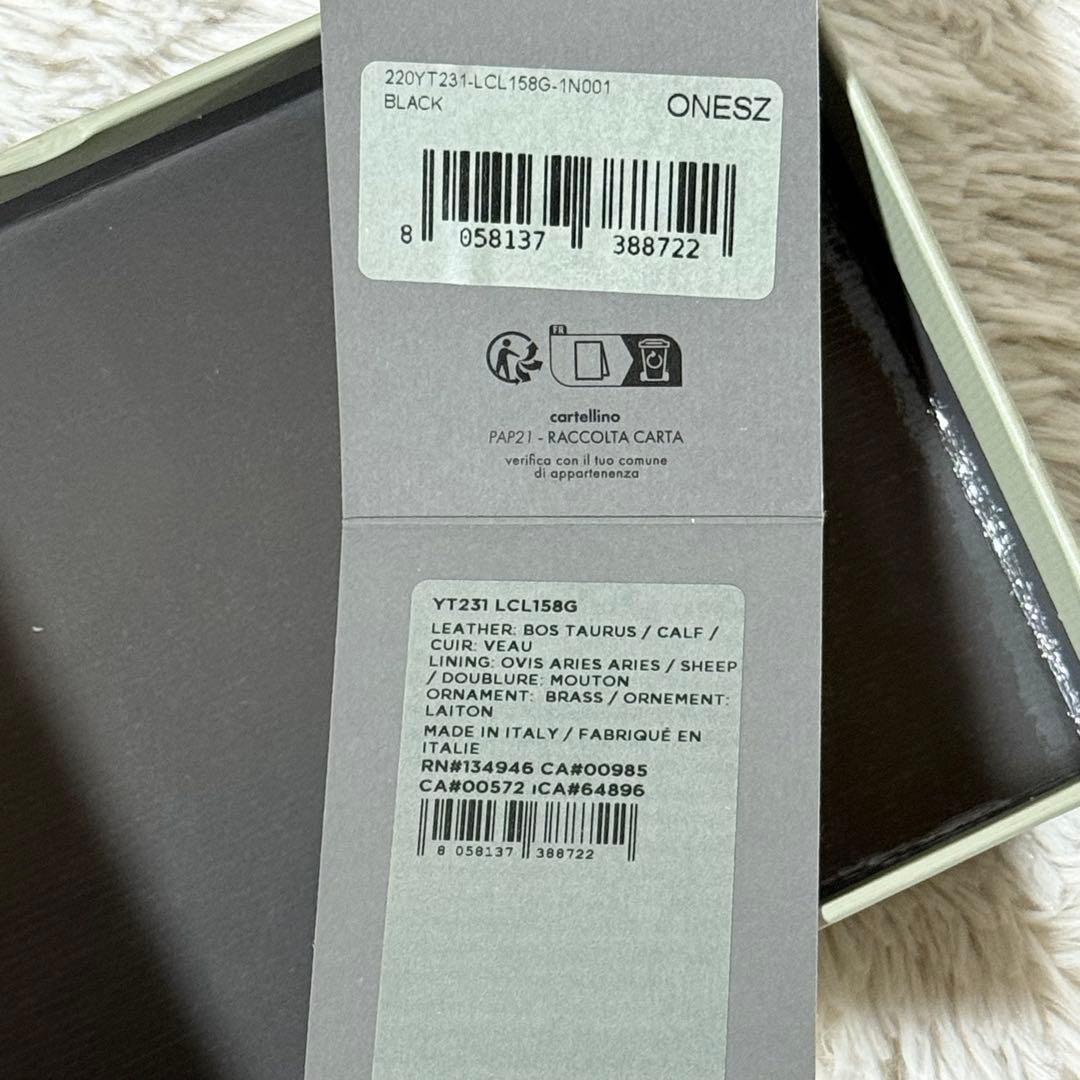 220YT231-LCL158G-1N001
BLACK
ONESZ
8 058137 388722
FR
cartellino
PAP21 - RACCOLTA CARTA
verifica con il tuo comune
di appartenenza
YT231 LCL158G
LEATHER: BOS TAURUS / CALF /
CUIR: VEAU
LINING: OVIS ARIES ARIES / SHEEP
/ DOUBLURE: MOUTON
ORNAMENT: BRASS / ORNEMENT:
LAITON
MADE IN ITALY / FABRIQUÉ EN
ITALIE
RN#134946 CA#00985
CA#00572 ıCA#64896
8 058137 388722